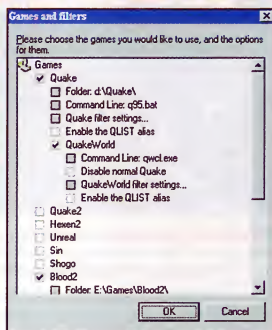 Games and filters
Please choose the games you would like to use, and the options
for them.
Games
Quake
Folder: d:\Quake\
Command Line: q95.bat
Quake filter settings...
Enable the QLIST alias
QuakeWorld
Command Line: qwcl.exe
Disable normal Quake
QuakeWorld filter settings...
Enable the QLIST alias
Quake2
Hexen2
Unreal
Sin
Shogo
Blood2
Folder: E:\Games\Blood2\
OK
Cancel